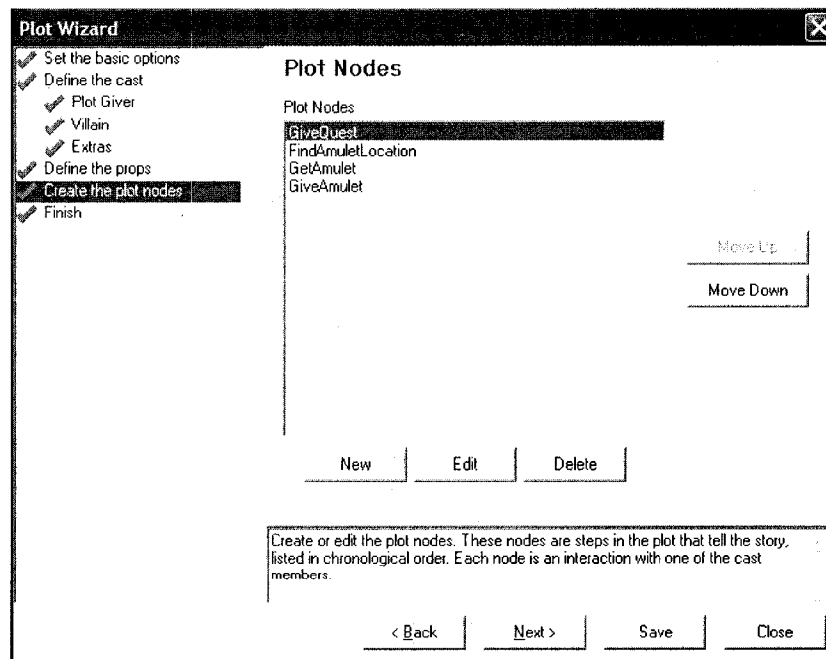 Plot Wizard
Set the basic options
Define the cast
Plot Giver
Villain
Extras
Define the props
Create the plot nodes
Finish
Plot Nodes
Plot Nodes
GiveQuest
FindAmuletLocation
GetAmulet
GiveAmulet
Move Up
Move Down
New Edit Delete
Create or edit the plot nodes. These nodes are steps in the plot that tell the story,
listed in chronological order. Each node is an interaction with one of the cast
members.
< Back Next > Save Close